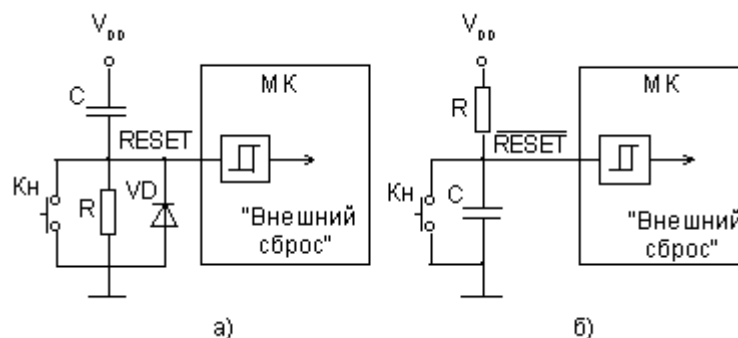 V_DD
C
RESET
Кн
R
VD
МК
"Внешний
сброс"
а)
V_DD
R
RESET
Кн
C
МК
"Внешний
сброс"
б)